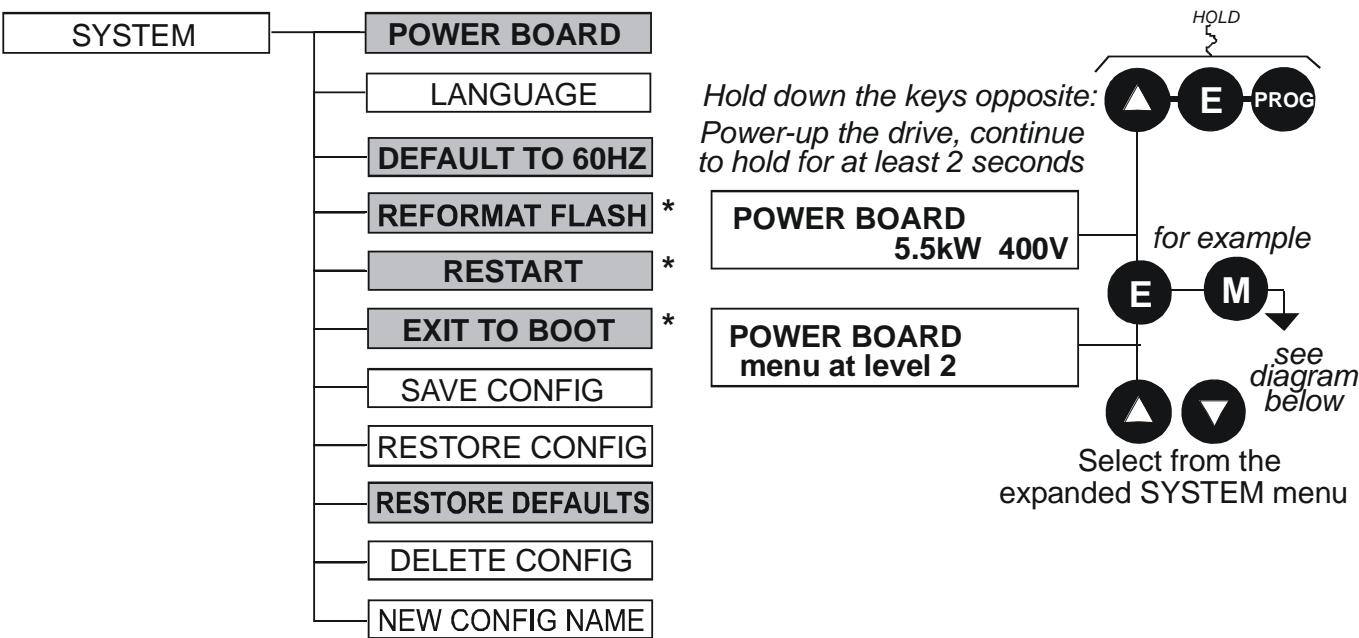 SYSTEM
POWER BOARD
LANGUAGE
DEFAULT TO 60HZ
REFORMAT FLASH *
RESTART *
EXIT TO BOOT *
SAVE CONFIG
RESTORE CONFIG
RESTORE DEFAULTS
DELETE CONFIG
NEW CONFIG NAME
HOLD
Hold down the keys opposite:
E
PROG
Power-up the drive, continue
to hold for at least 2 seconds
POWER BOARD
5.5kW 400V
for example
E
M
POWER BOARD
menu at level 2
see
diagram
below
Select from the
expanded SYSTEM menu